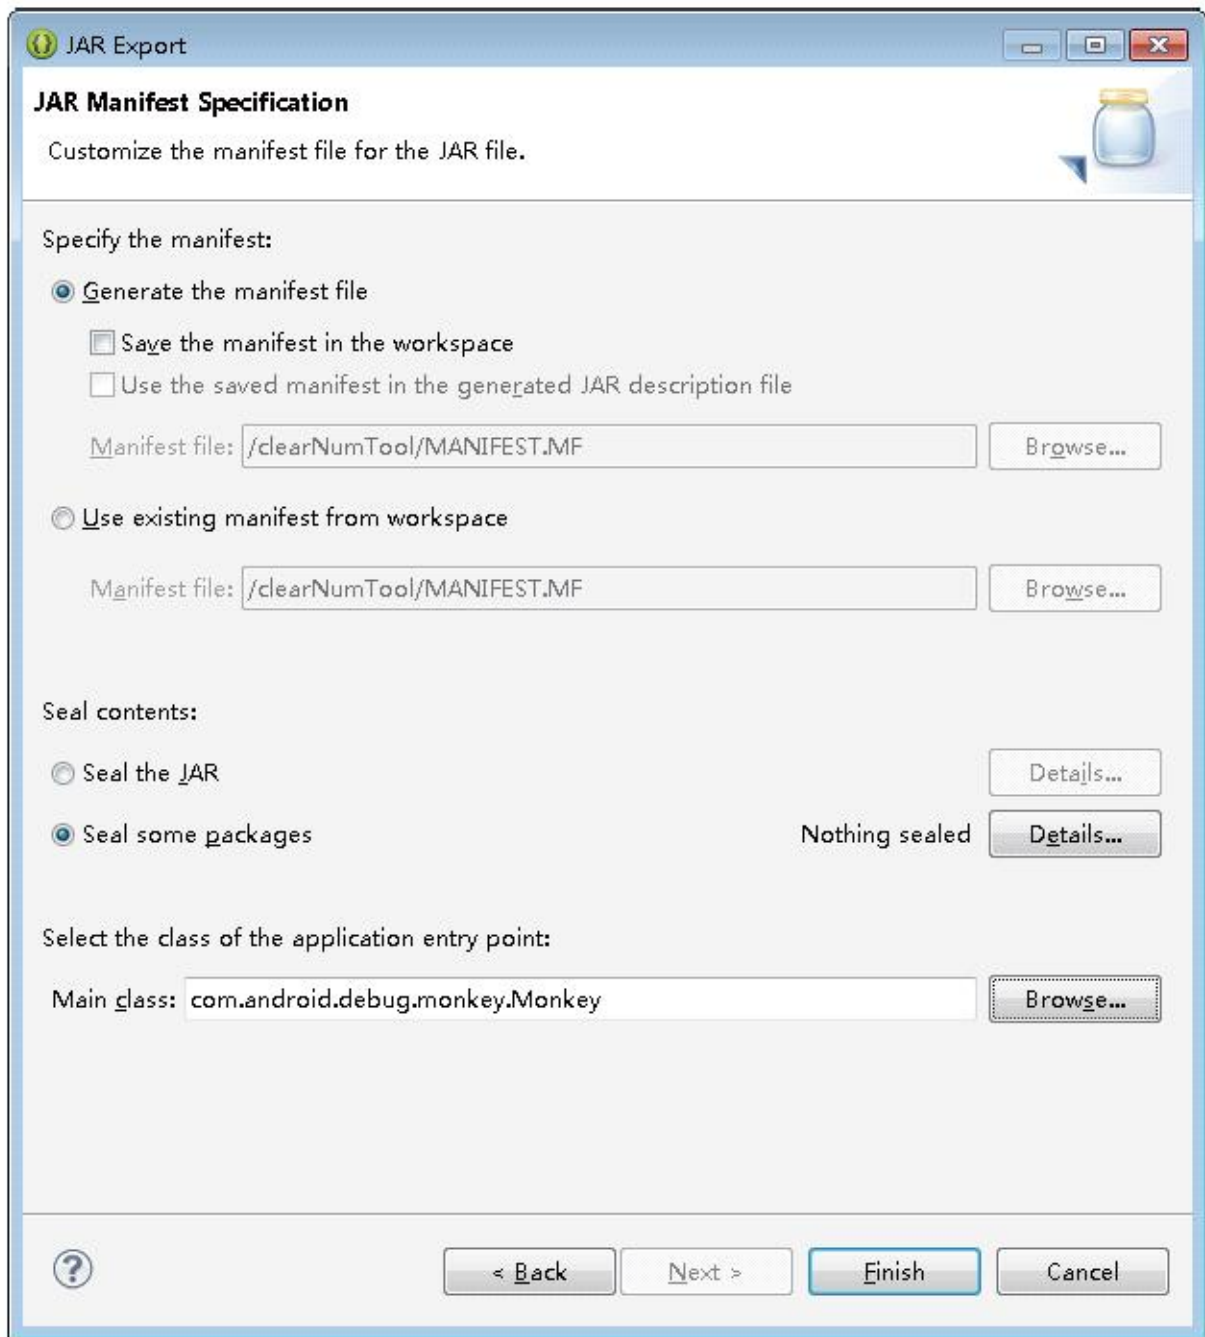 JAR Export
JAR Manifest Specification
Customize the manifest file for the JAR file.
Specify the manifest:
Generate the manifest file
Save the manifest in the workspace
Use the saved manifest in the generated JAR description file
Manifest file: /clearNumTool/MANIFEST.MF Browse...
Use existing manifest from workspace
Manifest file: /clearNumTool/MANIFEST.MF Browse...
Seal contents:
Seal the JAR Details...
Seal some packages Nothing sealed Details...
Select the class of the application entry point:
Main class: com.android.debug.monkey.Monkey Browse...
? < Back Next > Finish Cancel